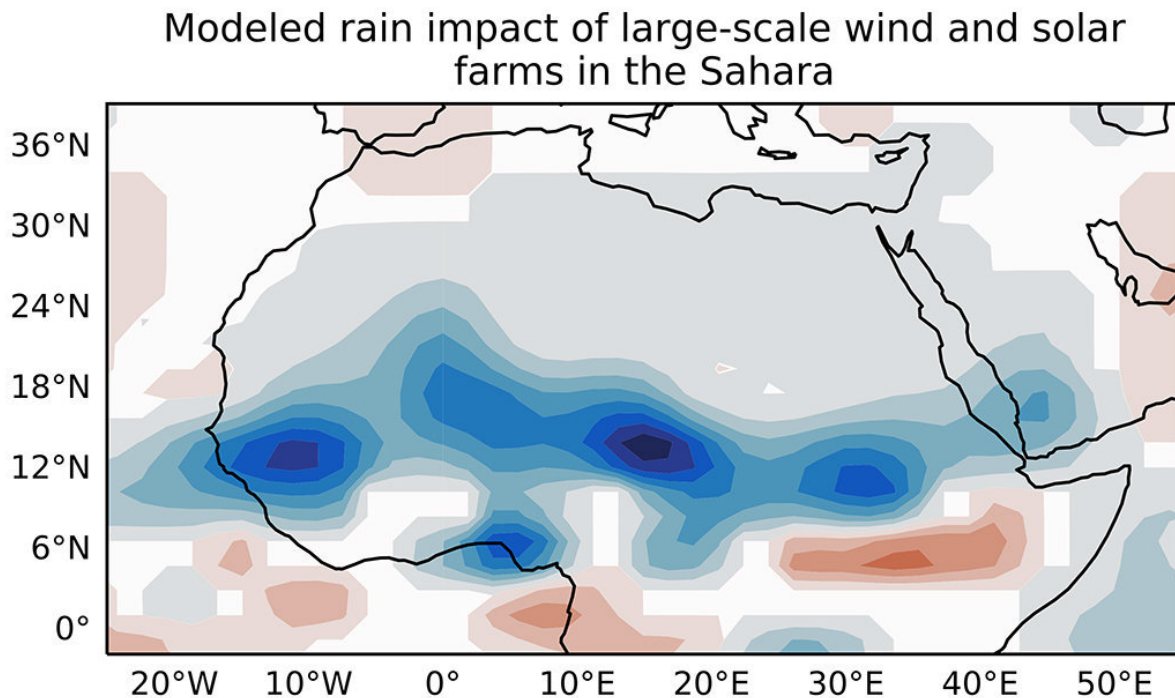 Modeled rain impact of large-scale wind and solar
farms in the Sahara
36°N
30°N
24°N
18°N
12°N
6°N
0°
20°W 10°W 0° 10°E 20°E 30°E 40°E 50°E